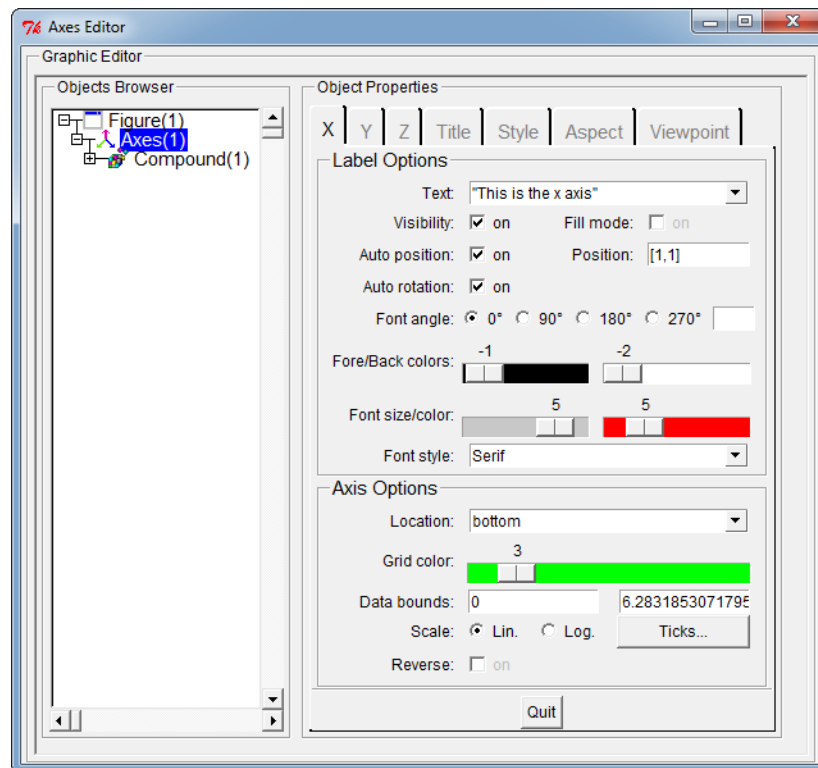 Axes Editor
Graphic Editor
Objects Browser
Object Properties
Figure(1)
Axes(1)
Compound(1)
X Y Z Title Style Aspect Viewpoint
Label Options
Text: "This is the x axis"
Visibility: on Fill mode: on
Auto position: on Position: [1,1]
Auto rotation: on
Font angle: 0° 90° 180° 270°
Fore/Back colors: -1 -2
Font size/color: 5 5
Font style: Serif
Axis Options
Location: bottom
Grid color: 3
Data bounds: 0 6.2831853071795
Scale: Lin. Log. Ticks...
Reverse: on
Quit